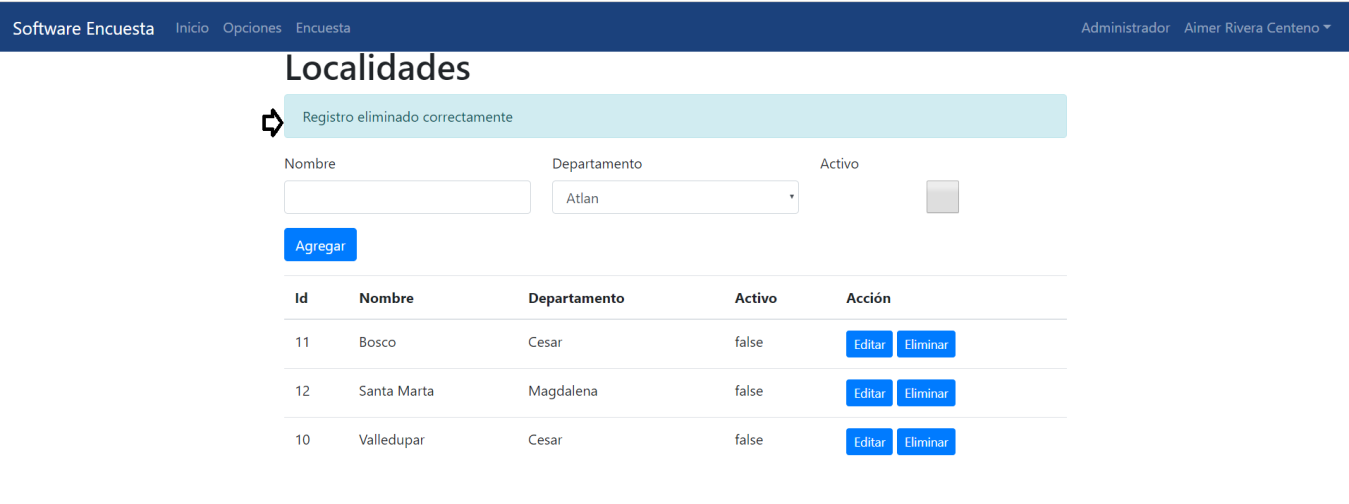 Software Encuesta Inicio Opciones Encuesta Administrador Aimer Rivera Centeno
Localidades
Registro eliminado correctamente
Nombre Departamento Activo
Atlan
Agregar
Id Nombre Departamento Activo Acción
11 Bosco Cesar false Editar Eliminar
12 Santa Marta Magdalena false Editar Eliminar
10 Valledupar Cesar false Editar Eliminar